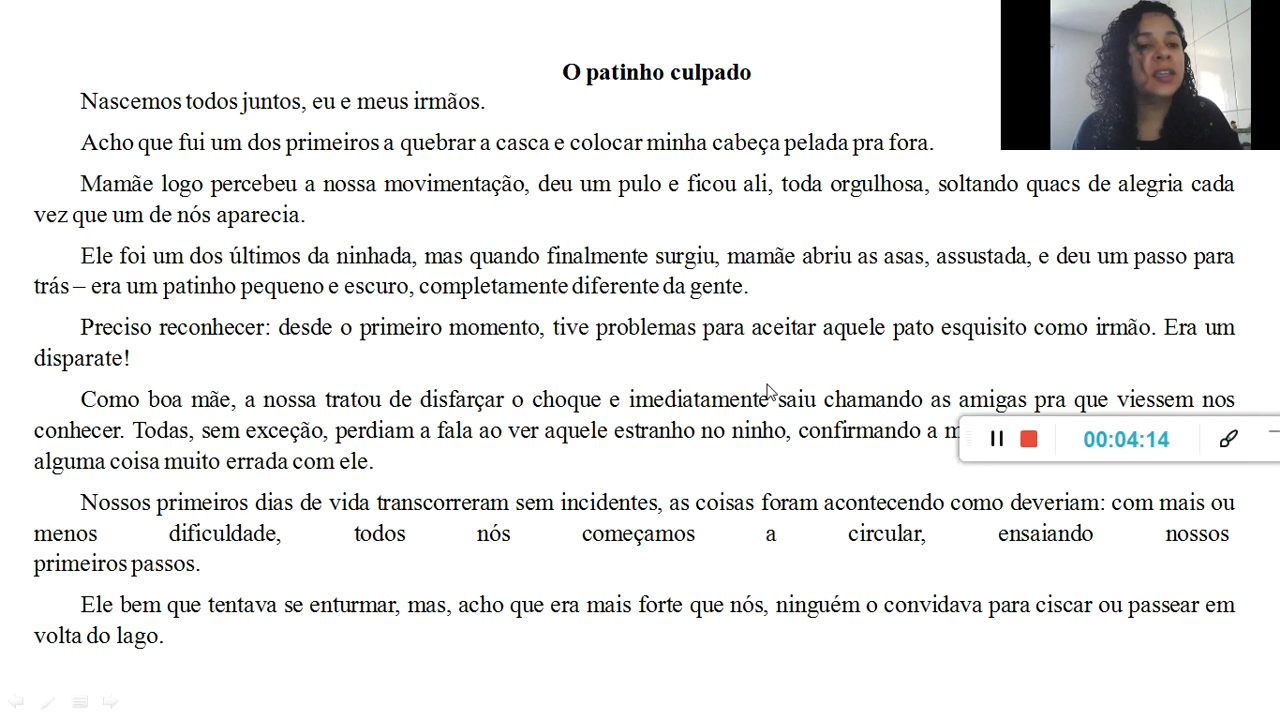 O patinho culpado
Nascemos todos juntos, eu e meus irmãos.
Acho que fui um dos primeiros a quebrar a casca e colocar minha cabeça pelada pra fora.
Mamãe logo percebeu a nossa movimentação, deu um pulo e ficou ali, toda orgulhosa, soltando quacs de alegria cada
vez que um de nós aparecia.
Ele foi um dos últimos da ninhada, mas quando finalmente surgiu, mamãe abriu as asas, assustada, e deu um passo para
trás – era um patinho pequeno e escuro, completamente diferente da gente.
Preciso reconhecer: desde o primeiro momento, tive problemas para aceitar aquele pato esquisito como irmão. Era um
disparate!
Como boa mãe, a nossa tratou de disfarçar o choque e imediatamente saiu chamando as amigas pra que viessem nos
conhecer. Todas, sem exceção, perdiam a fala ao ver aquele estranho no ninho, confirmando a
00:04:14
alguma coisa muito errada com ele.
Nossos primeiros dias de vida transcorreram sem incidentes, as coisas foram acontecendo como deveriam: com mais ou
menos dificuldade, todos nós começamos a circular, ensaiando nossos
primeiros passos.
Ele bem que tentava se enturmar, mas, acho que era mais forte que nós, ninguém o convidava para ciscar ou passear em
volta do lago.